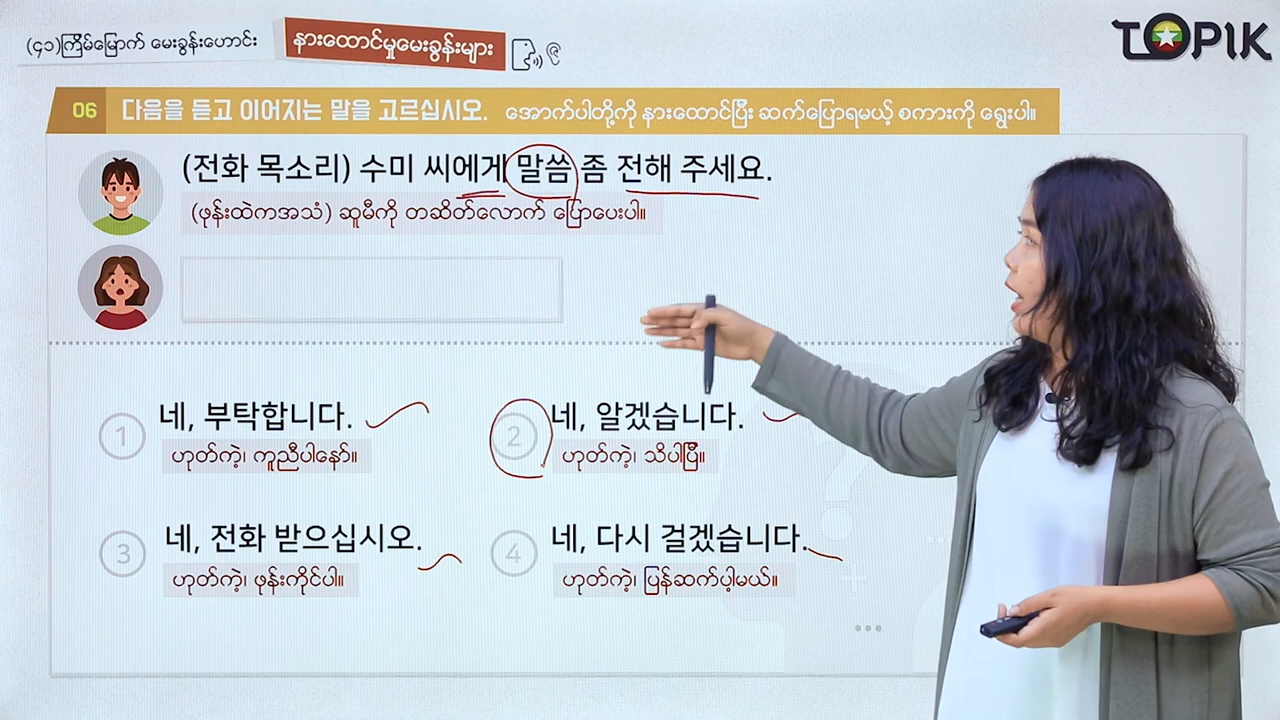 (၄၁)ကြိမ်မြောက် မေးခွန်းဟောင်း
နားထောင်မှုမေးခွန်းများ
၉
TOPIK
06 다음을 듣고 이어지는 말을 고르십시오. အောက်ပါတို့ကို နားထောင်ပြီး ဆက်ပြောရမယ့် စကားကို ရွေးပါ။
(전화 목소리) 수미 씨에게 말씀 좀 전해 주세요.
(ဖုန်းထဲကအသံ) ဆူမီကို တဆိတ်လောက် ပြောပေးပါ။
1 네, 부탁합니다.
ဟုတ်ကဲ့၊ ကူညီပါနော်။
2 네, 알겠습니다.
ဟုတ်ကဲ့၊ သိပါပြီ။
3 네, 전화 받으십시오.
ဟုတ်ကဲ့၊ ဖုန်းကိုင်ပါ။
4 네, 다시 걸겠습니다.
ဟုတ်ကဲ့၊ ပြန်ဆက်ပါ့မယ်။